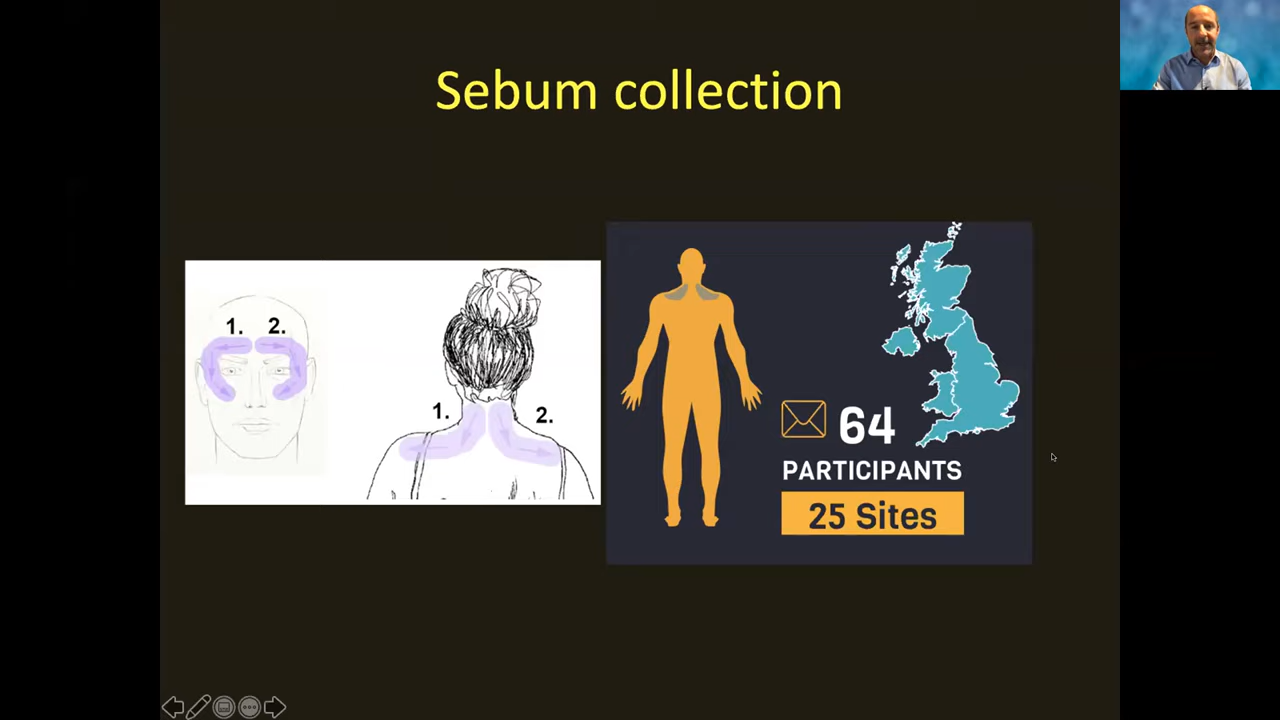 Sebum collection
1. 2.
1. 2.
64
PARTICIPANTS
25 Sites